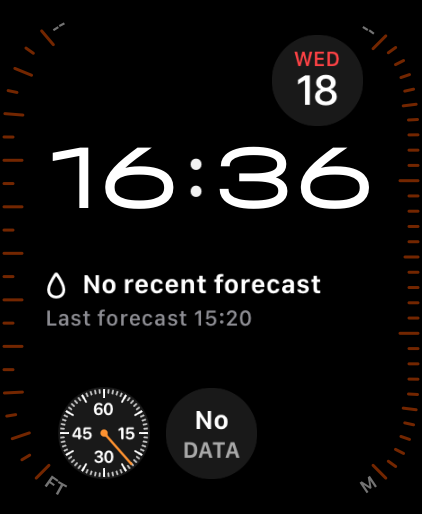 --
--
WED
18
16:36
No recent forecast
Last forecast 15:20
60
45 15
30
No
DATA
FT
M